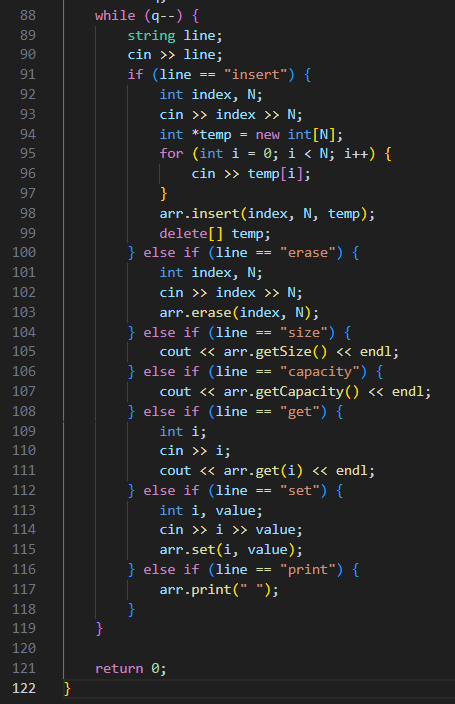 88 while (q--) {
89 string line;
90 cin >> line;
91 if (line == "insert") {
92 int index, N;
93 cin >> index >> N;
94 int *temp = new int[N];
95 for (int i = 0; i < N; i++) {
96 cin >> temp[i];
97 }
98 arr.insert(index, N, temp);
99 delete[] temp;
100 } else if (line == "erase") {
101 int index, N;
102 cin >> index >> N;
103 arr.erase(index, N);
104 } else if (line == "size") {
105 cout << arr.getSize() << endl;
106 } else if (line == "capacity") {
107 cout << arr.getCapacity() << endl;
108 } else if (line == "get") {
109 int i;
110 cin >> i;
111 cout << arr.get(i) << endl;
112 } else if (line == "set") {
113 int i, value;
114 cin >> i >> value;
115 arr.set(i, value);
116 } else if (line == "print") {
117 arr.print(" ");
118 }
119 }
120
121 return 0;
122 }